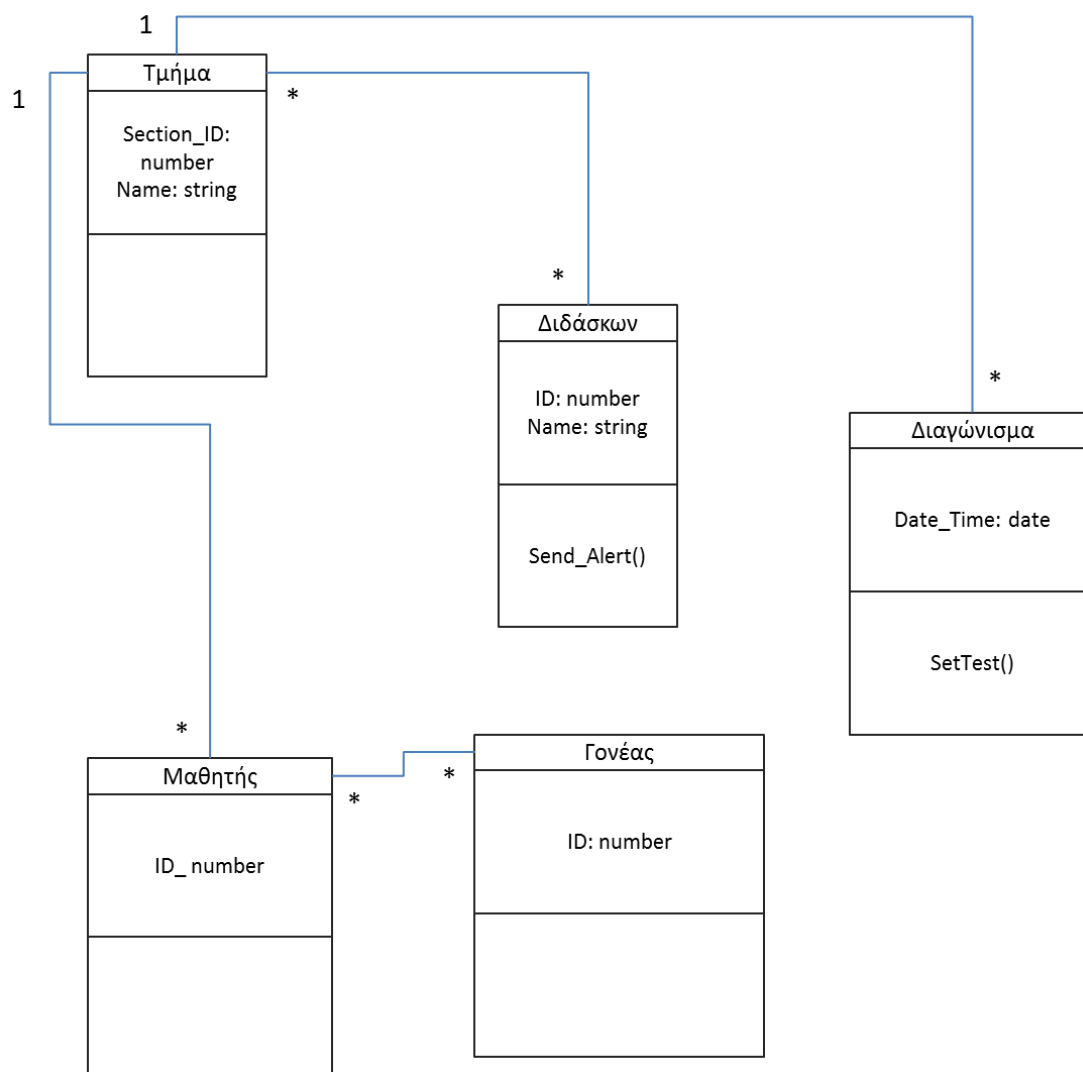 1
Τμήμα
1
*
Section_ID:
number
Name: string
*
Διδάσκων
ID: number
Name: string
Send_Alert()
*
Διαγώνισμα
Date_Time: date
SetTest()
*
Μαθητής
*
ID_ number
*
Γονέας
ID: number